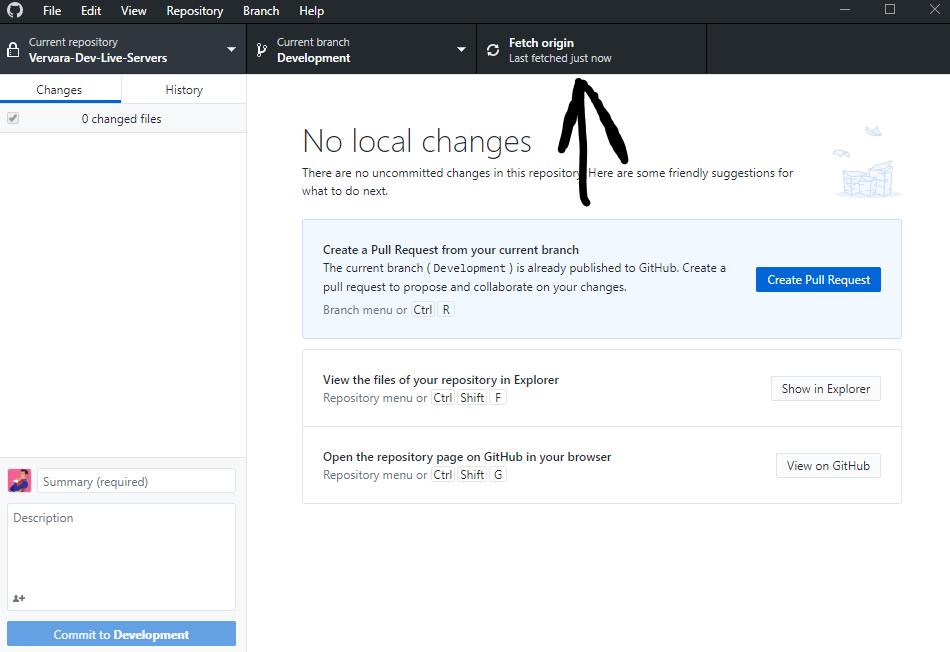 File Edit View Repository Branch Help
Current repository
Vervara-Dev-Live-Servers
Current branch
Development
Fetch origin
Last fetched just now
Changes History
0 changed files
No local changes
There are no uncommitted changes in this repository. Here are some friendly suggestions for
what to do next.
Create a Pull Request from your current branch
The current branch (Development) is already published to GitHub. Create a
pull request to propose and collaborate on your changes.
Branch menu or Ctrl R
Create Pull Request
View the files of your repository in Explorer
Repository menu or Ctrl Shift F
Show in Explorer
Open the repository page on GitHub in your browser
Repository menu or Ctrl Shift G
View on GitHub
Summary (required)
Description
Commit to Development